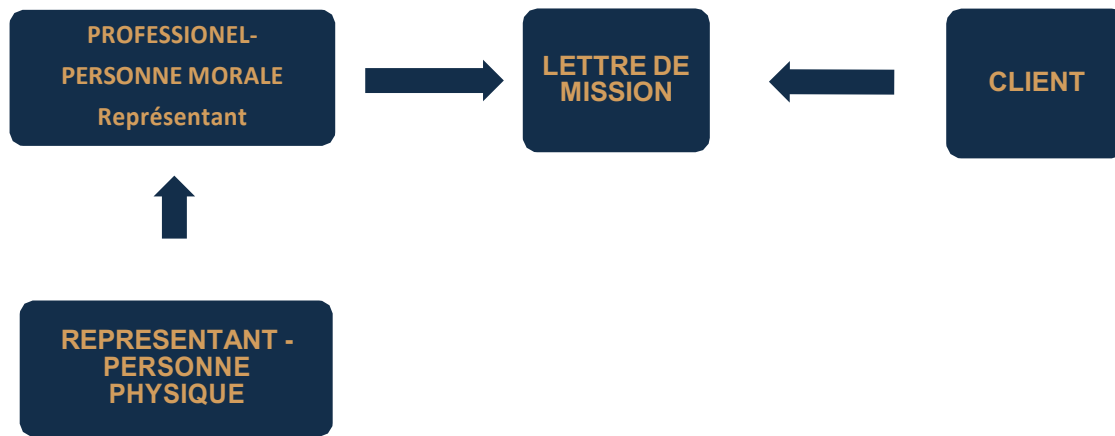 PROFESSIONEL-
PERSONNE MORALE
Représentant
LETTRE DE
MISSION
CLIENT
REPRESENTANT -
PERSONNE
PHYSIQUE